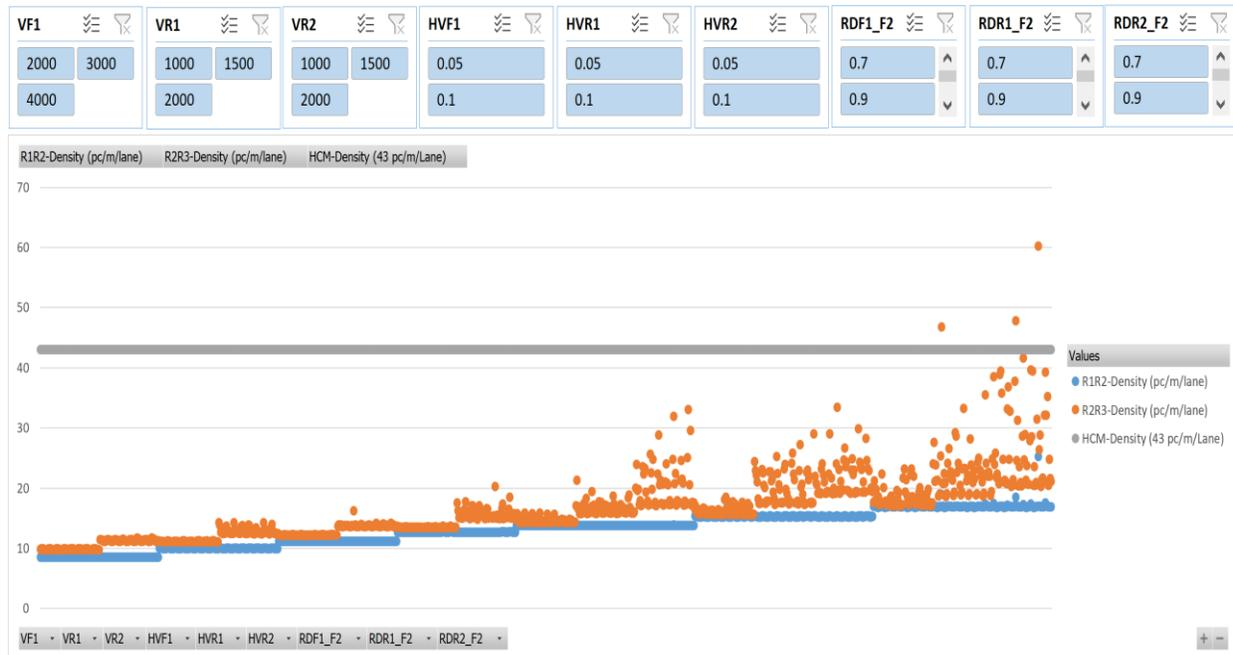 VF1 VR1 VR2 HVF1 HVR1 HVR2 RDF1_F2 RDR1_F2 RDR2_F2
2000 3000 1000 1500 1000 1500 0.05 0.05 0.05 0.7 0.7 0.7
4000 2000 2000 0.1 0.1 0.1 0.9 0.9 0.9
R1R2-Density (pc/m/lane) R2R3-Density (pc/m/lane) HCM-Density (43 pc/m/Lane)
70
60
50
40
30
20
10
0
Values
R1R2-Density (pc/m/lane)
R2R3-Density (pc/m/lane)
HCM-Density (43 pc/m/Lane)
VF1 VR1 VR2 HVF1 HVR1 HVR2 RDF1_F2 RDR1_F2 RDR2_F2
+ −